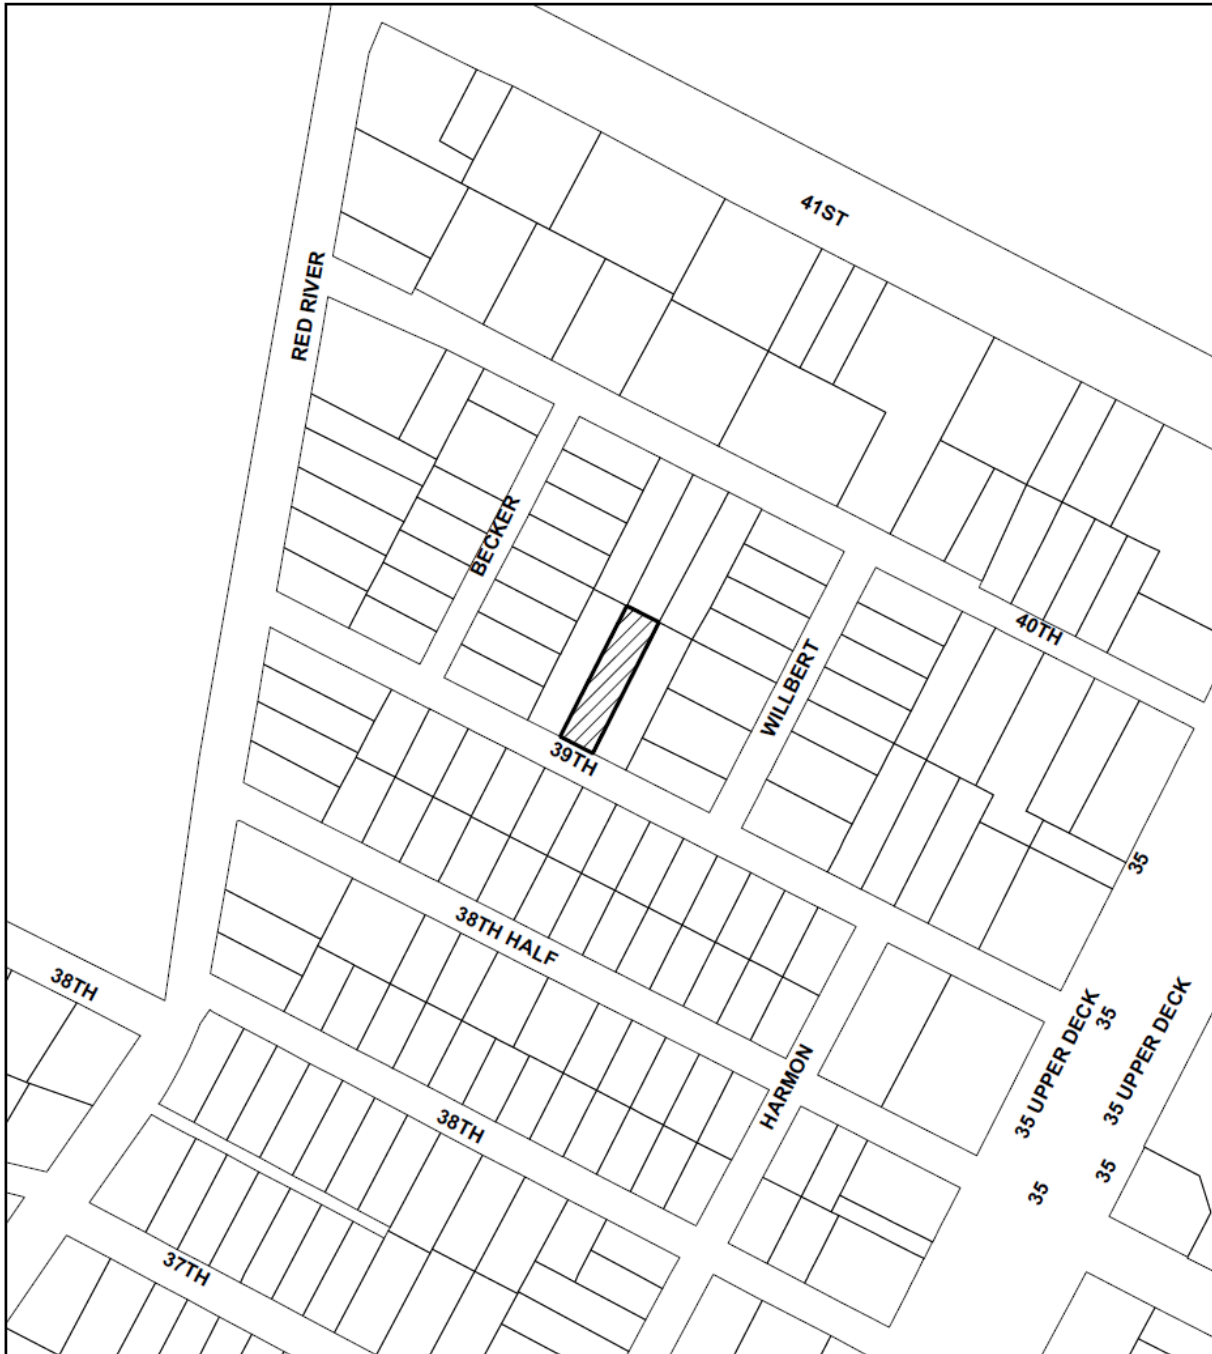 41ST
RED RIVER
BECKER
40TH
WILLBERT
39TH
35
38TH HALF
38TH
35 UPPER DECK
35
35 UPPER DECK
HARMON
38TH
35
35
37TH